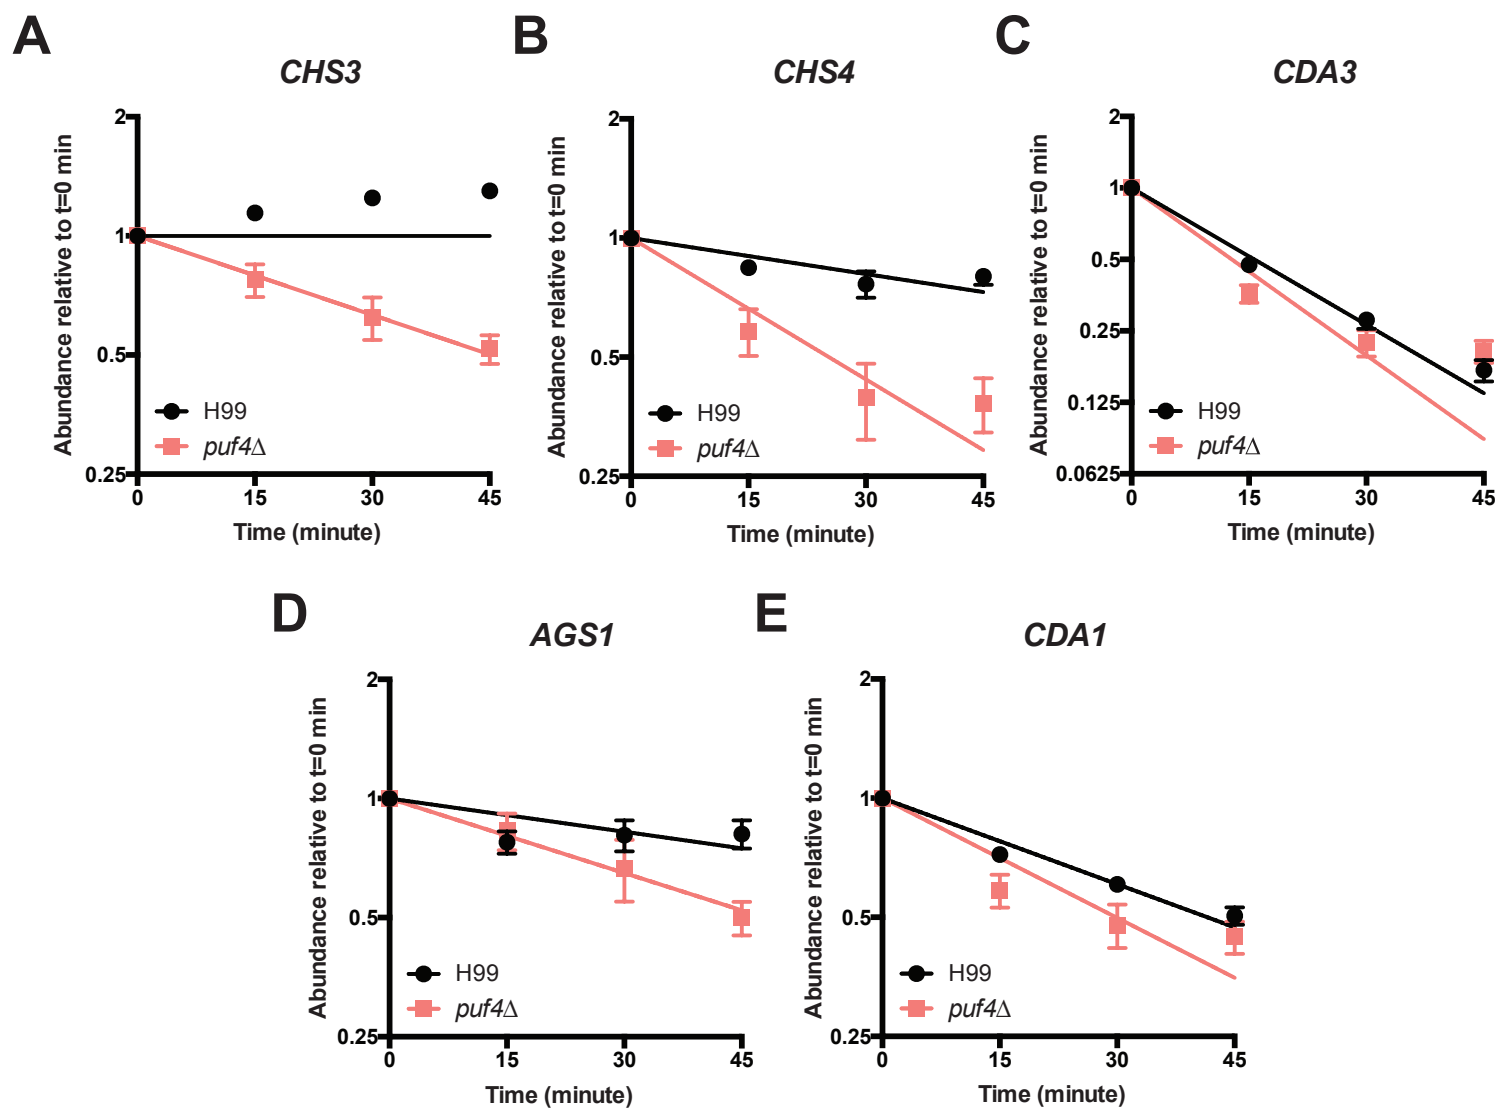 A
CHS3
Abundance relative to t=0 min
2
1
0.5
0.25
H99
puf4Δ
0
15
30
45
Time (minute)
B
CHS4
Abundance relative to t=0 min
2
1
0.5
0.25
H99
puf4Δ
0
15
30
45
Time (minute)
C
CDA3
Abundance relative to t=0 min
2
1
0.5
0.25
0.125
0.0625
H99
puf4Δ
0
15
30
45
Time (minute)
D
AGS1
Abundance relative to t=0 min
2
1
0.5
0.25
H99
puf4Δ
0
15
30
45
Time (minute)
E
CDA1
Abundance relative to t=0 min
2
1
0.5
0.25
H99
puf4Δ
0
15
30
45
Time (minute)